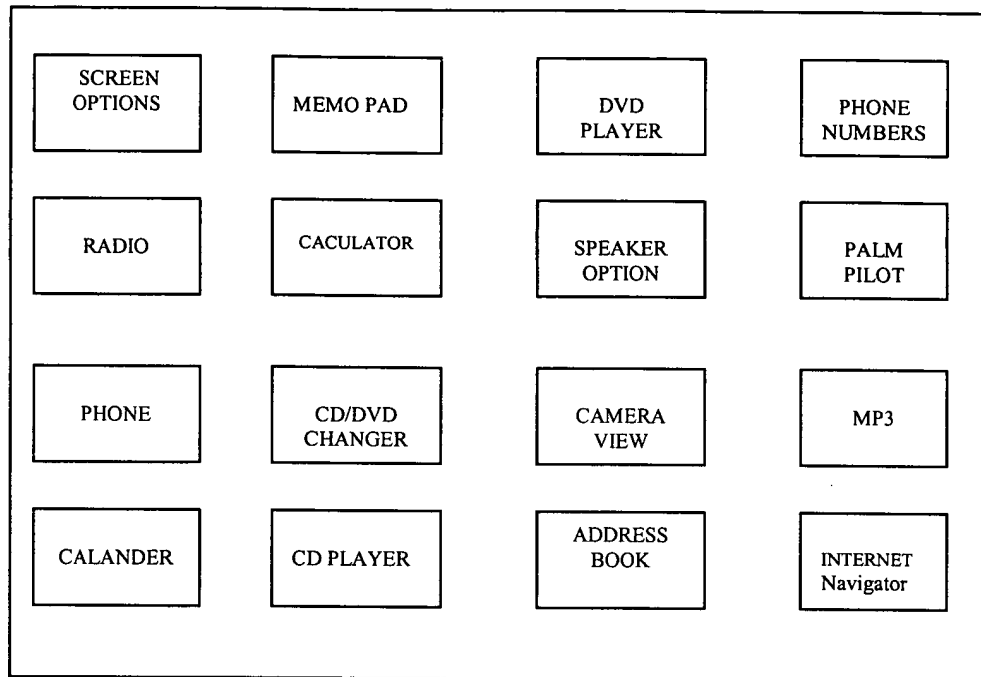 SCREEN
OPTIONS
MEMO PAD
DVD
PLAYER
PHONE
NUMBERS
RADIO
CACULATOR
SPEAKER
OPTION
PALM
PILOT
PHONE
CD/DVD
CHANGER
CAMERA
VIEW
MP3
CALANDER
CD PLAYER
ADDRESS
BOOK
INTERNET
Navigator